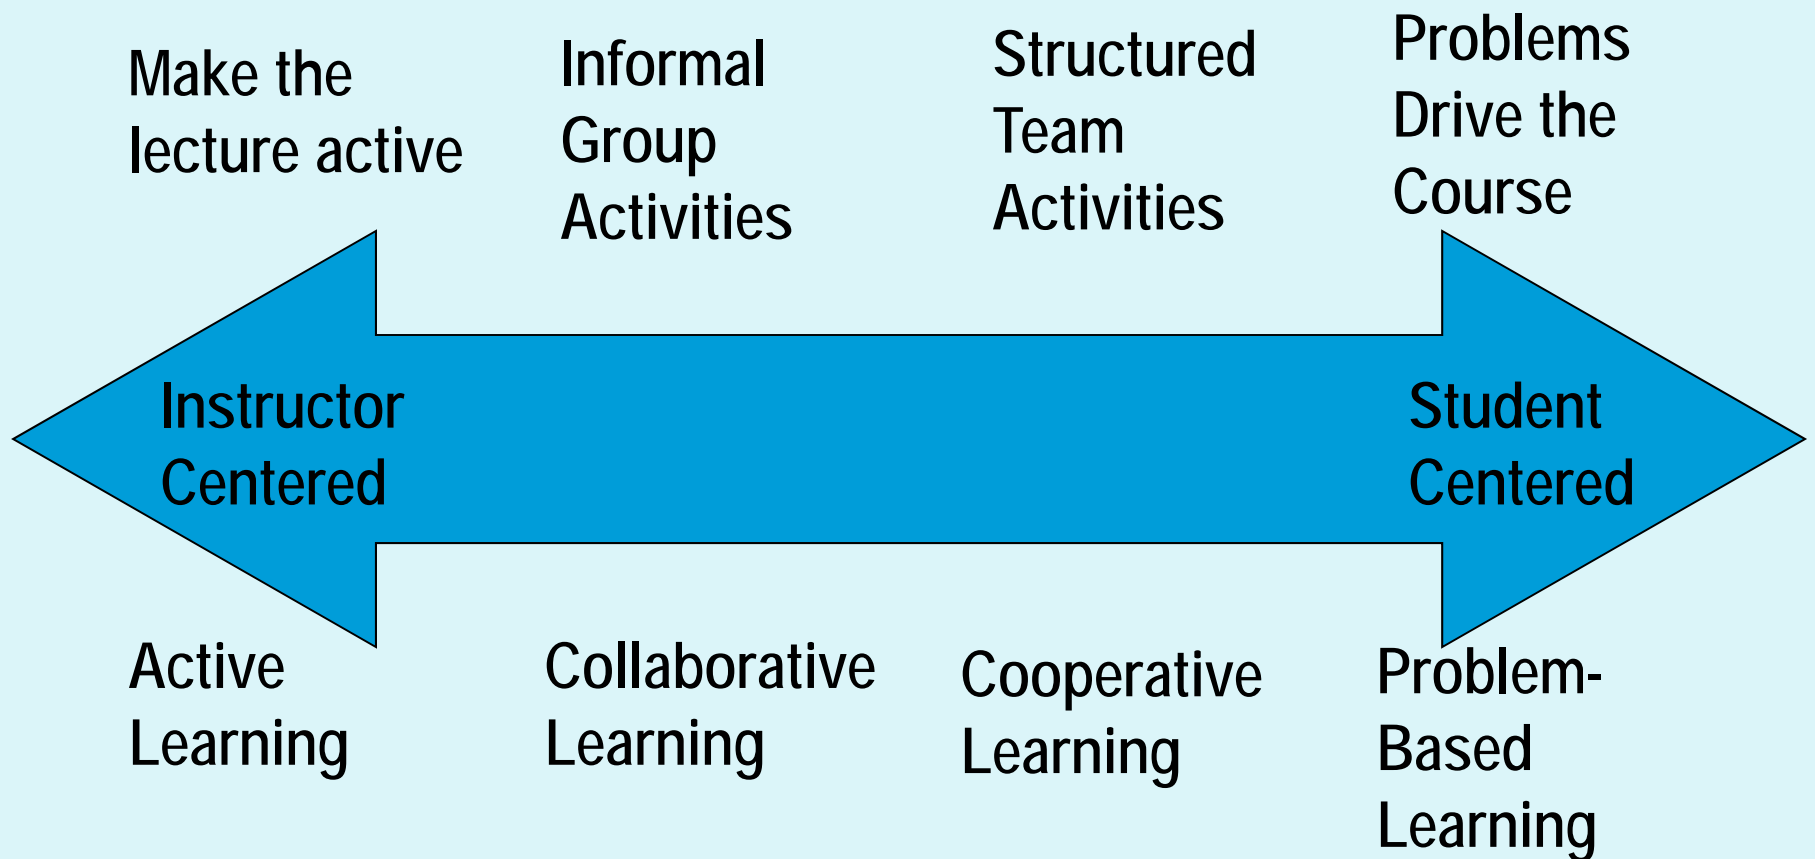 Make the
lecture active
Informal
Group
Activities
Structured
Team
Activities
Problems
Drive the
Course
Instructor
Centered
Student
Centered
Active
Learning
Collaborative
Learning
Cooperative
Learning
Problem-
Based
Learning